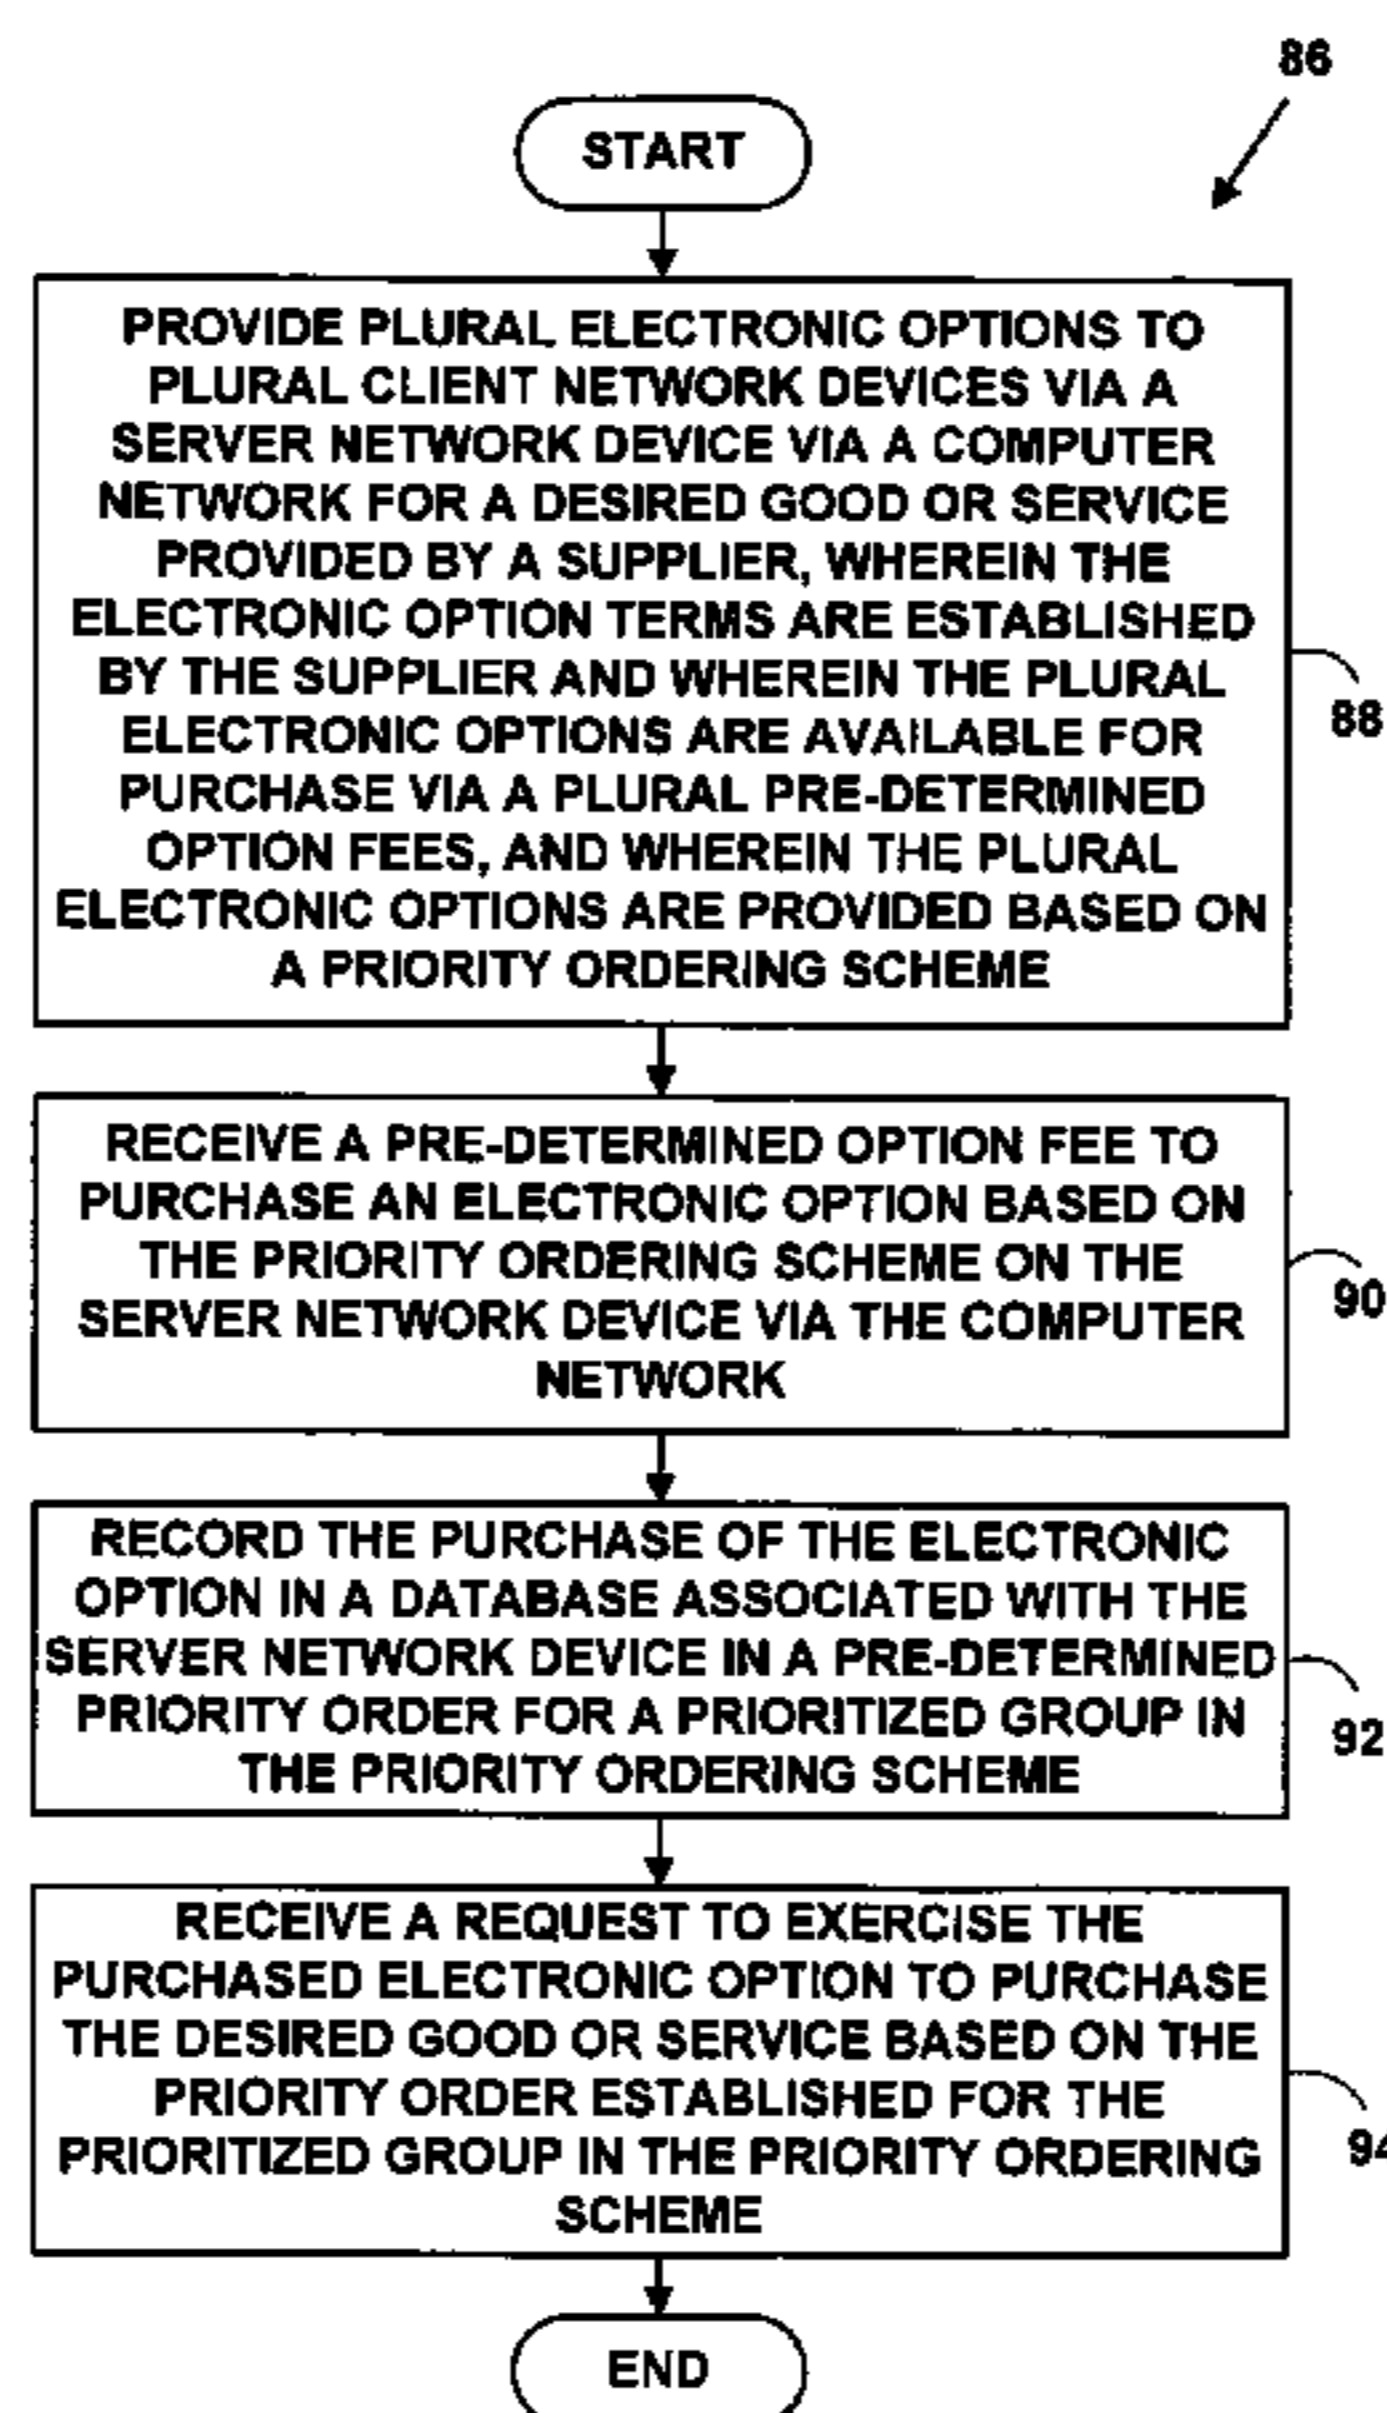 86
START
PROVIDE PLURAL ELECTRONIC OPTIONS TO
PLURAL CLIENT NETWORK DEVICES VIA A
SERVER NETWORK DEVICE VIA A COMPUTER
NETWORK FOR A DESIRED GOOD OR SERVICE
PROVIDED BY A SUPPLIER, WHEREIN THE
ELECTRONIC OPTION TERMS ARE ESTABLISHED
BY THE SUPPLIER AND WHEREIN THE PLURAL
ELECTRONIC OPTIONS ARE AVAILABLE FOR
PURCHASE VIA A PLURAL PRE-DETERMINED
OPTION FEES, AND WHEREIN THE PLURAL
ELECTRONIC OPTIONS ARE PROVIDED BASED ON
A PRIORITY ORDERING SCHEME
88
RECEIVE A PRE-DETERMINED OPTION FEE TO
PURCHASE AN ELECTRONIC OPTION BASED ON
THE PRIORITY ORDERING SCHEME ON THE
SERVER NETWORK DEVICE VIA THE COMPUTER
NETWORK
90
RECORD THE PURCHASE OF THE ELECTRONIC
OPTION IN A DATABASE ASSOCIATED WITH THE
SERVER NETWORK DEVICE IN A PRE-DETERMINED
PRIORITY ORDER FOR A PRIORITIZED GROUP IN
THE PRIORITY ORDERING SCHEME
92
RECEIVE A REQUEST TO EXERCISE THE
PURCHASED ELECTRONIC OPTION TO PURCHASE
THE DESIRED GOOD OR SERVICE BASED ON THE
PRIORITY ORDER ESTABLISHED FOR THE
PRIORITIZED GROUP IN THE PRIORITY ORDERING
SCHEME
94
END